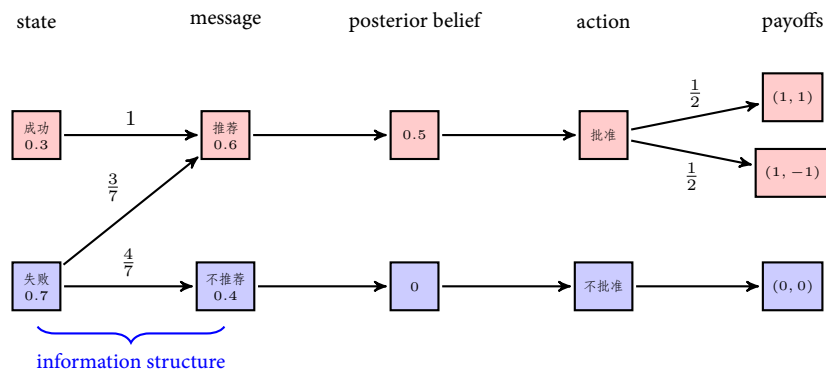 state message posterior belief action payoffs
成功
0.3
1
推荐
0.6
0.5
批准
1/2
(1, 1)
1/2
(1, −1)
3/7
失败
0.7
4/7
不推荐
0.4
0
不批准
(0, 0)
information structure